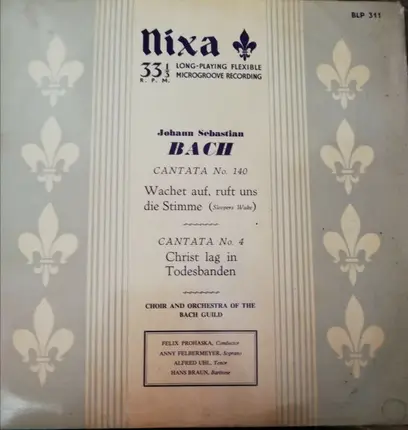 BLP 311
nixa
33 1/3 LONG-PLAYING FLEXIBLE
R. P. M. MICROGROOVE RECORDING
Johann Sebastian
BACH
CANTATA No. 140
Wachet auf, ruft uns
die Stimme (Sleepers Wake)
CANTATA No. 4
Christ lag in
Todesbanden
CHOIR AND ORCHESTRA OF THE
BACH GUILD
FELIX PROHASKA, Conductor
ANNY FELBERMEYER, Soprano
ALFRED UHL, Tenor
HANS BRAUN, Baritone